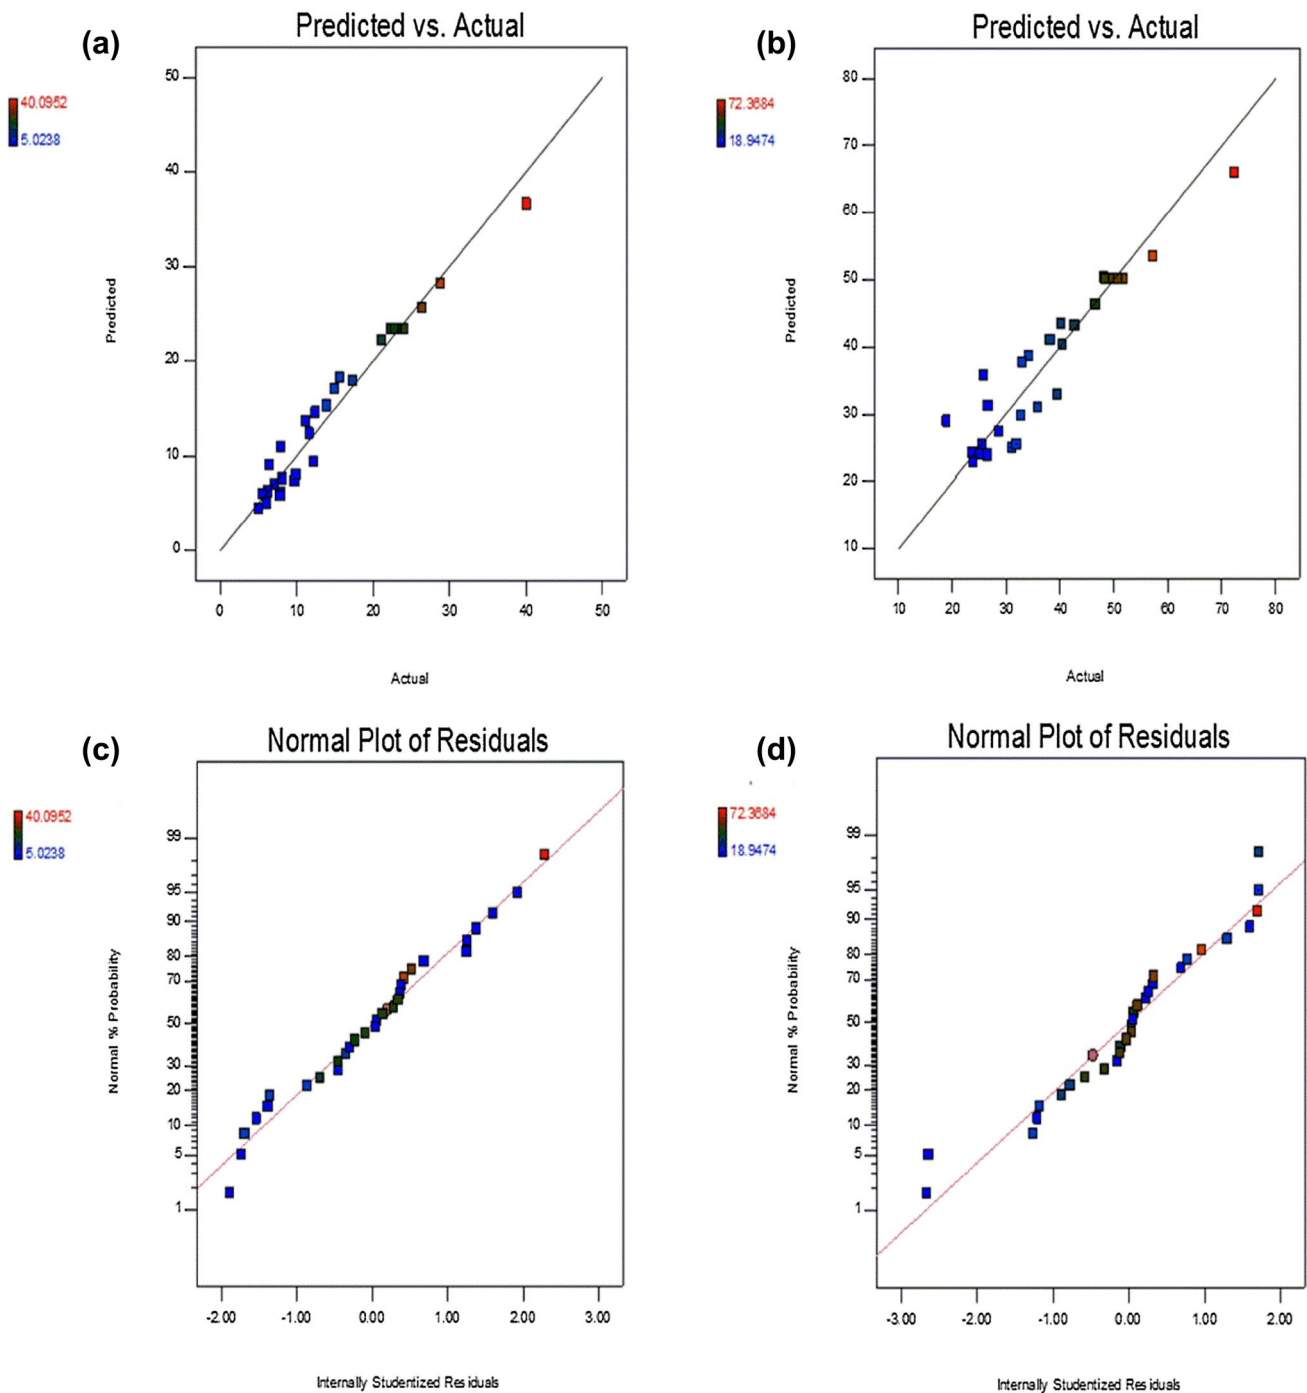 (a)
Predicted vs. Actual
40.0952
5.0238
50
40
30
20
10
0
Predicted
0 10 20 30 40 50
Actual
(b)
Predicted vs. Actual
72.3684
18.9474
80
70
60
50
40
30
20
10
Predicted
10 20 30 40 50 60 70 80
Actual
(c)
Normal Plot of Residuals
40.0952
5.0238
99
95
90
80
70
50
30
20
10
5
1
Normal % Probability
-2.00 -1.00 0.00 1.00 2.00 3.00
Internally Studentized Residuals
(d)
Normal Plot of Residuals
72.3684
18.9474
99
95
90
80
70
50
30
20
10
5
1
Normal % Probability
-3.00 -2.00 -1.00 0.00 1.00 2.00
Internally Studentized Residuals